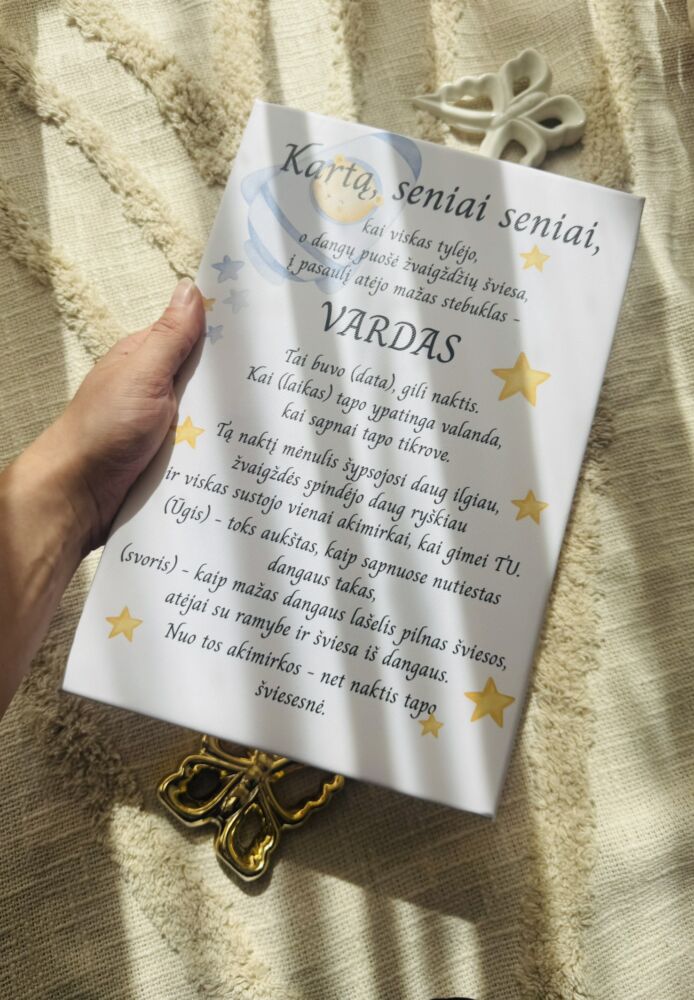 Kartą, seniai seniai,
kai viskas tylėjo,
o dangų puošė žvaigždžių šviesa,
į pasaulį atėjo mažas stebuklas –
VARDAS
Tai buvo (data), gili naktis.
Kai (laikas) tapo ypatinga valanda,
kai sapnai tapo tikrove.
Tą naktį mėnulis šypsojosi daug ilgiau,
žvaigždės spindėjo daug ryškiau
ir viskas sustojo vienai akimirkai, kai gimei TU.
(Ūgis) – toks aukštas, kaip sapnuose nutiestas
dangaus takas,
(svoris) – kaip mažas dangaus lašelis pilnas šviesos,
atėjai su ramybe ir šviesa iš dangaus.
Nuo tos akimirkos – net naktis tapo
šviesesnė.